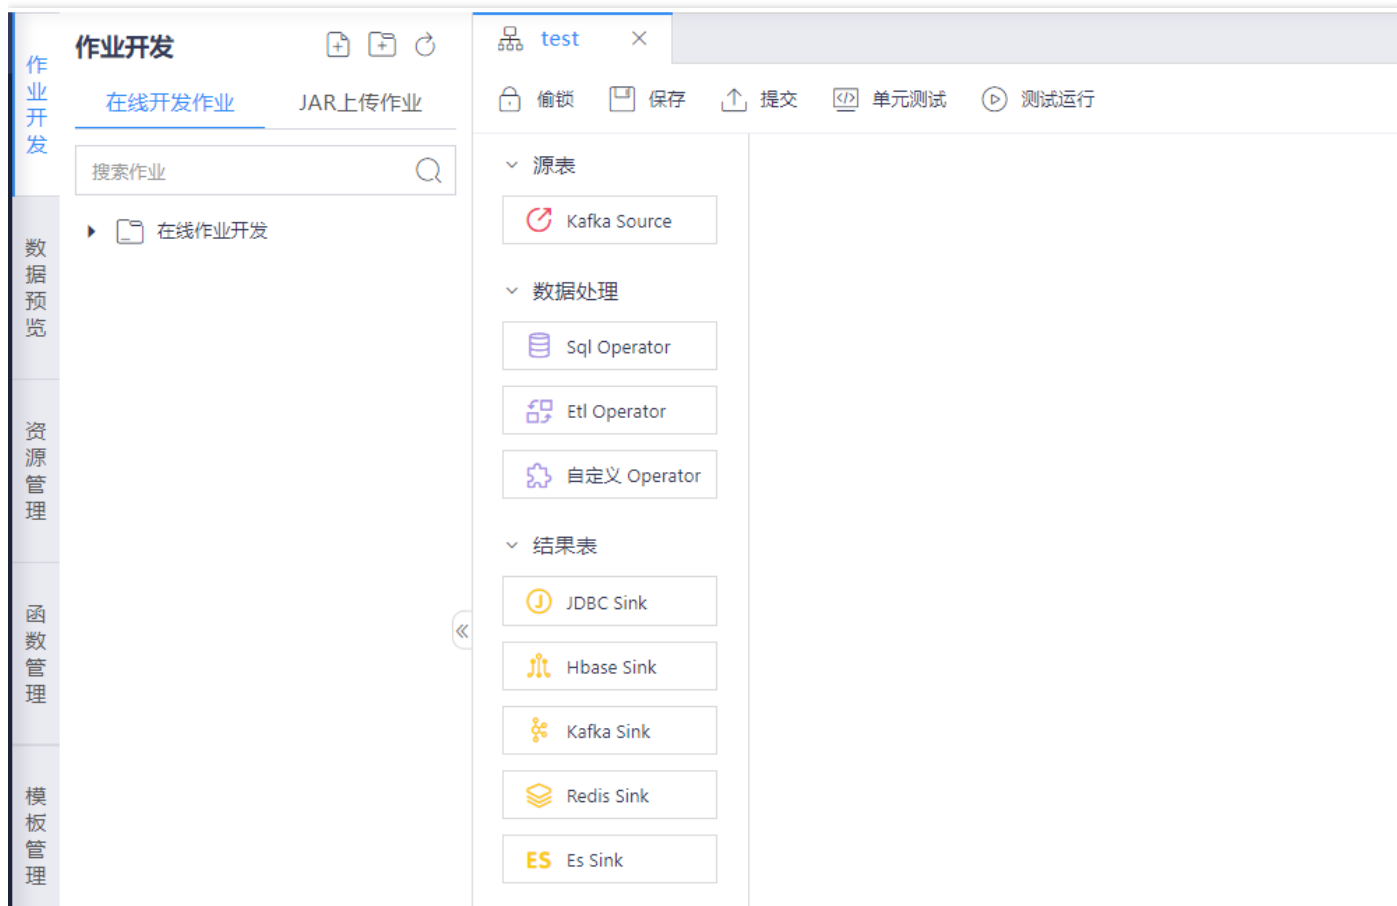 作业开发
数据预览
资源管理
函数管理
模板管理
作业开发
在线开发作业 JAR上传作业
搜索作业
在线作业开发
test
偷锁 保存 提交 单元测试 测试运行
源表
Kafka Source
数据处理
Sql Operator
Etl Operator
自定义 Operator
结果表
JDBC Sink
Hbase Sink
Kafka Sink
Redis Sink
ES Es Sink